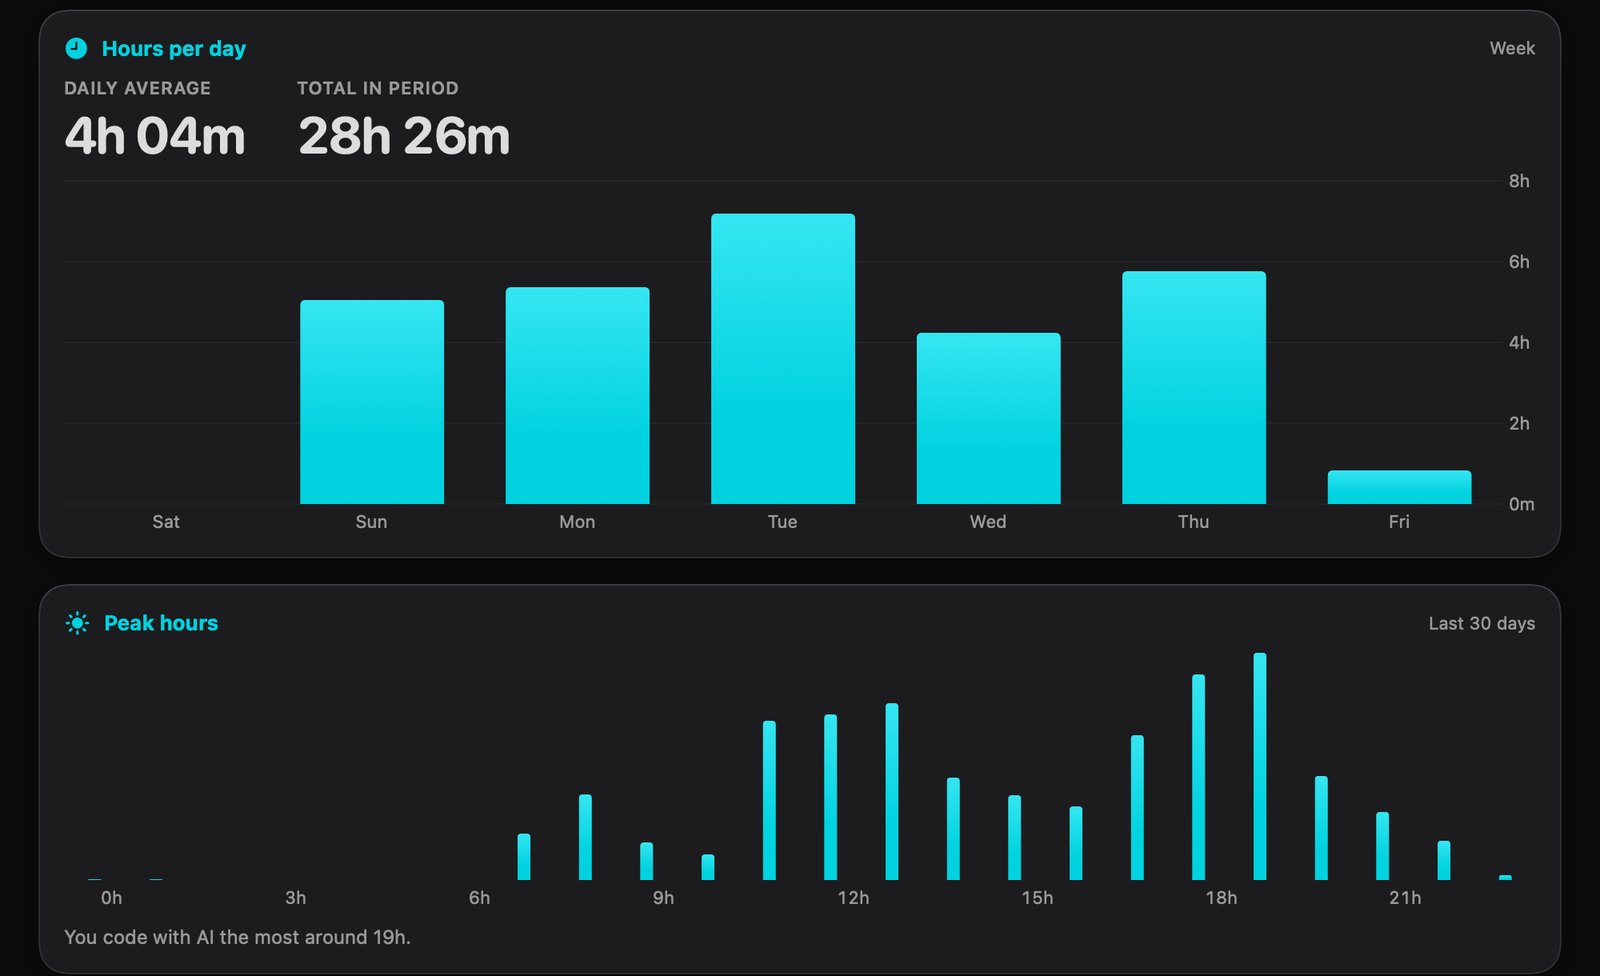 Hours per day
Week
DAILY AVERAGE
TOTAL IN PERIOD
4h 04m
28h 26m
8h
6h
4h
2h
0m
Sat
Sun
Mon
Tue
Wed
Thu
Fri
Peak hours
Last 30 days
0h
3h
6h
9h
12h
15h
18h
21h
You code with AI the most around 19h.